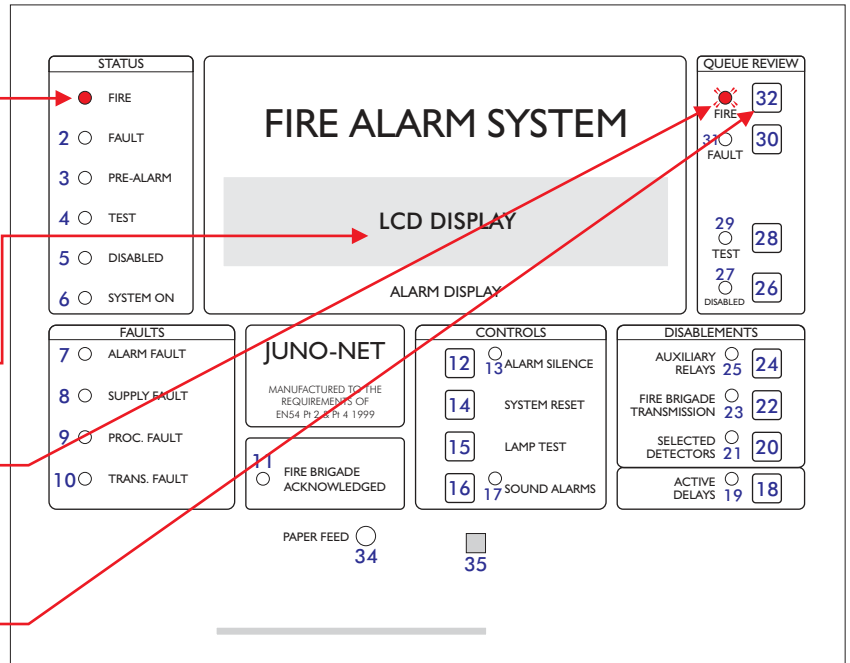 STATUS
FIRE
2 FAULT
3 PRE-ALARM
4 TEST
5 DISABLED
6 SYSTEM ON
FIRE ALARM SYSTEM
LCD DISPLAY
ALARM DISPLAY
QUEUE REVIEW
32
FIRE
31 30
FAULT
29
28
TEST
27
26
DISABLED
FAULTS
7 ALARM FAULT
8 SUPPLY FAULT
9 PROC. FAULT
10 TRANS. FAULT
JUNO-NET
MANUFACTURED TO THE
REQUIREMENTS OF
EN54 Pt 2 & Pt 4 1999
11
FIRE BRIGADE
ACKNOWLEDGED
CONTROLS
12 13 ALARM SILENCE
14 SYSTEM RESET
15 LAMP TEST
16 17 SOUND ALARMS
DISABLEMENTS
AUXILIARY
RELAYS 25 24
FIRE BRIGADE
TRANSMISSION 23 22
SELECTED
DETECTORS 21 20
ACTIVE
DELAYS 19 18
PAPER FEED
34
35